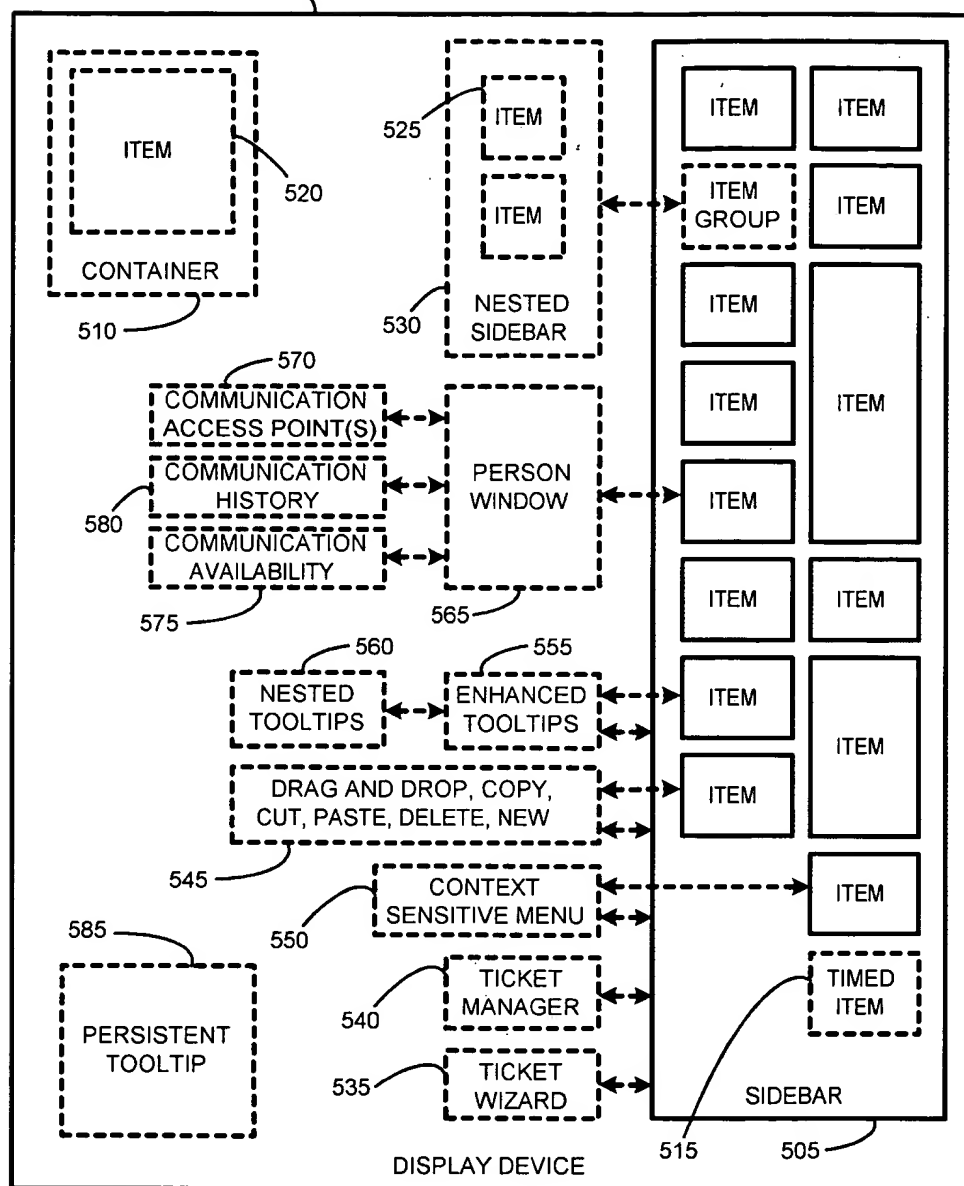 ITEM
520
CONTAINER
510
525
ITEM
ITEM
530
NESTED
SIDEBAR
ITEM
ITEM
ITEM
GROUP
ITEM
ITEM
ITEM
ITEM
ITEM
ITEM
ITEM
ITEM
ITEM
ITEM
ITEM
TIMED
ITEM
SIDEBAR
515
505
570
COMMUNICATION
ACCESS POINT(S)
COMMUNICATION
HISTORY
580
COMMUNICATION
AVAILABILITY
575
PERSON
WINDOW
565
560
NESTED
TOOLTIPS
555
ENHANCED
TOOLTIPS
DRAG AND DROP, COPY,
CUT, PASTE, DELETE, NEW
545
CONTEXT
SENSITIVE MENU
550
TICKET
MANAGER
540
TICKET
WIZARD
535
585
PERSISTENT
TOOLTIP
DISPLAY DEVICE